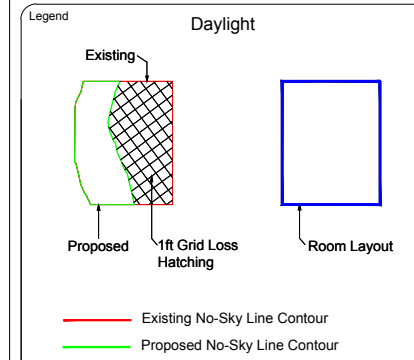 Legend
Daylight
Existing
Proposed
1ft Grid Loss
Hatching
Room Layout
Existing No-Sky Line Contour
Proposed No-Sky Line Contour